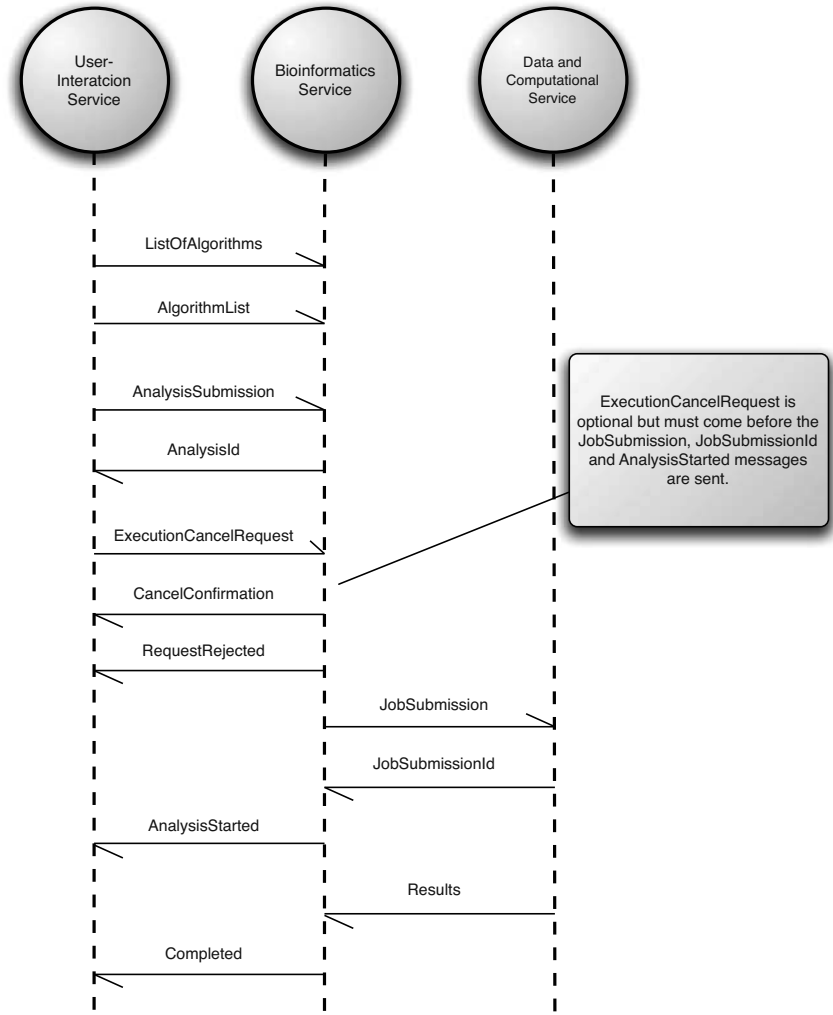 User-
Interatcion
Service
Bioinformatics
Service
Data and
Computational
Service
ListOfAlgorithms
AlgorithmList
AnalysisSubmission
AnalysisId
ExecutionCancelRequest is
optional but must come before the
JobSubmission, JobSubmissionId
and AnalysisStarted messages
are sent.
ExecutionCancelRequest
CancelConfirmation
RequestRejected
JobSubmission
JobSubmissionId
AnalysisStarted
Results
Completed